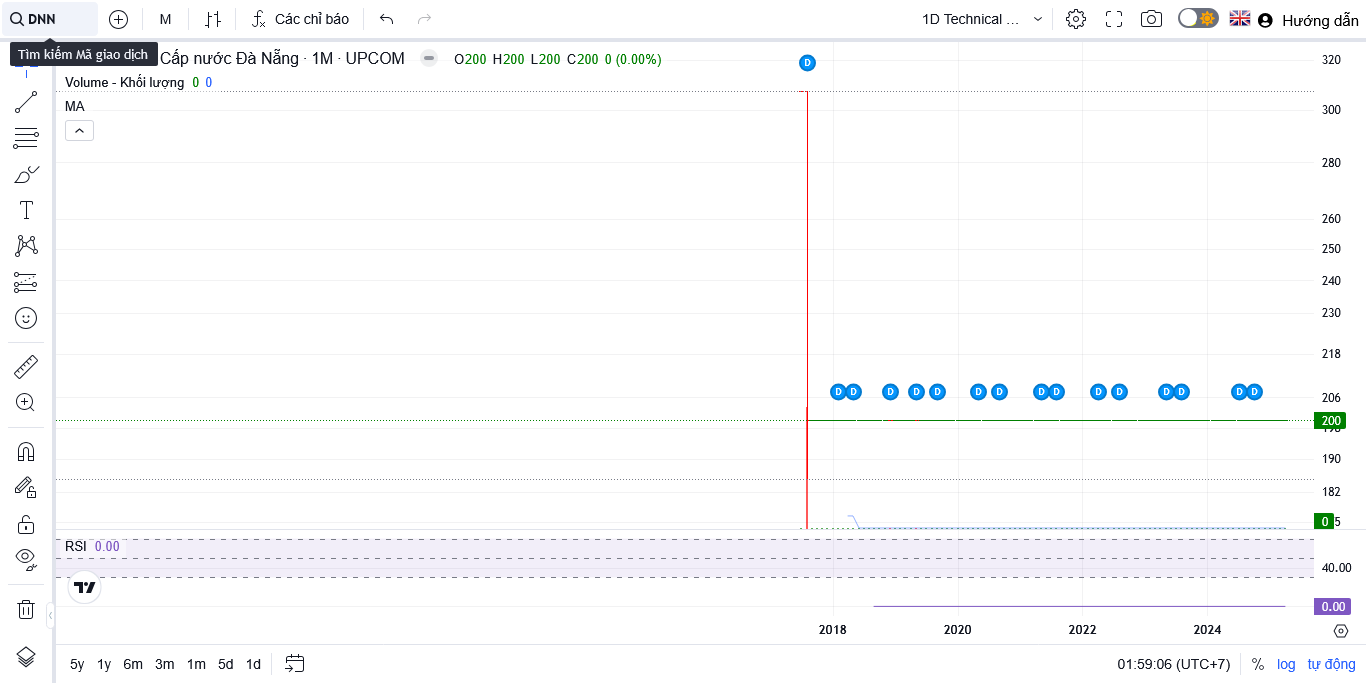 DNN
M
Các chỉ báo
1D Technical ...
Hướng dẫn
Tìm kiếm Mã giao dịch
Cấp nước Đà Nẵng · 1M · UPCOM
O200 H200 L200 C200 0 (0.00%)
Volume - Khối lượng 0 0
MA
D
320
300
280
260
250
240
230
218
206
D D D D D D D D D D D D D D D
200
190
182
0
5
RSI 0.00
40.00
0.00
2018 2020 2022 2024
5y 1y 6m 3m 1m 5d 1d
01:59:06 (UTC+7)
% log tự động